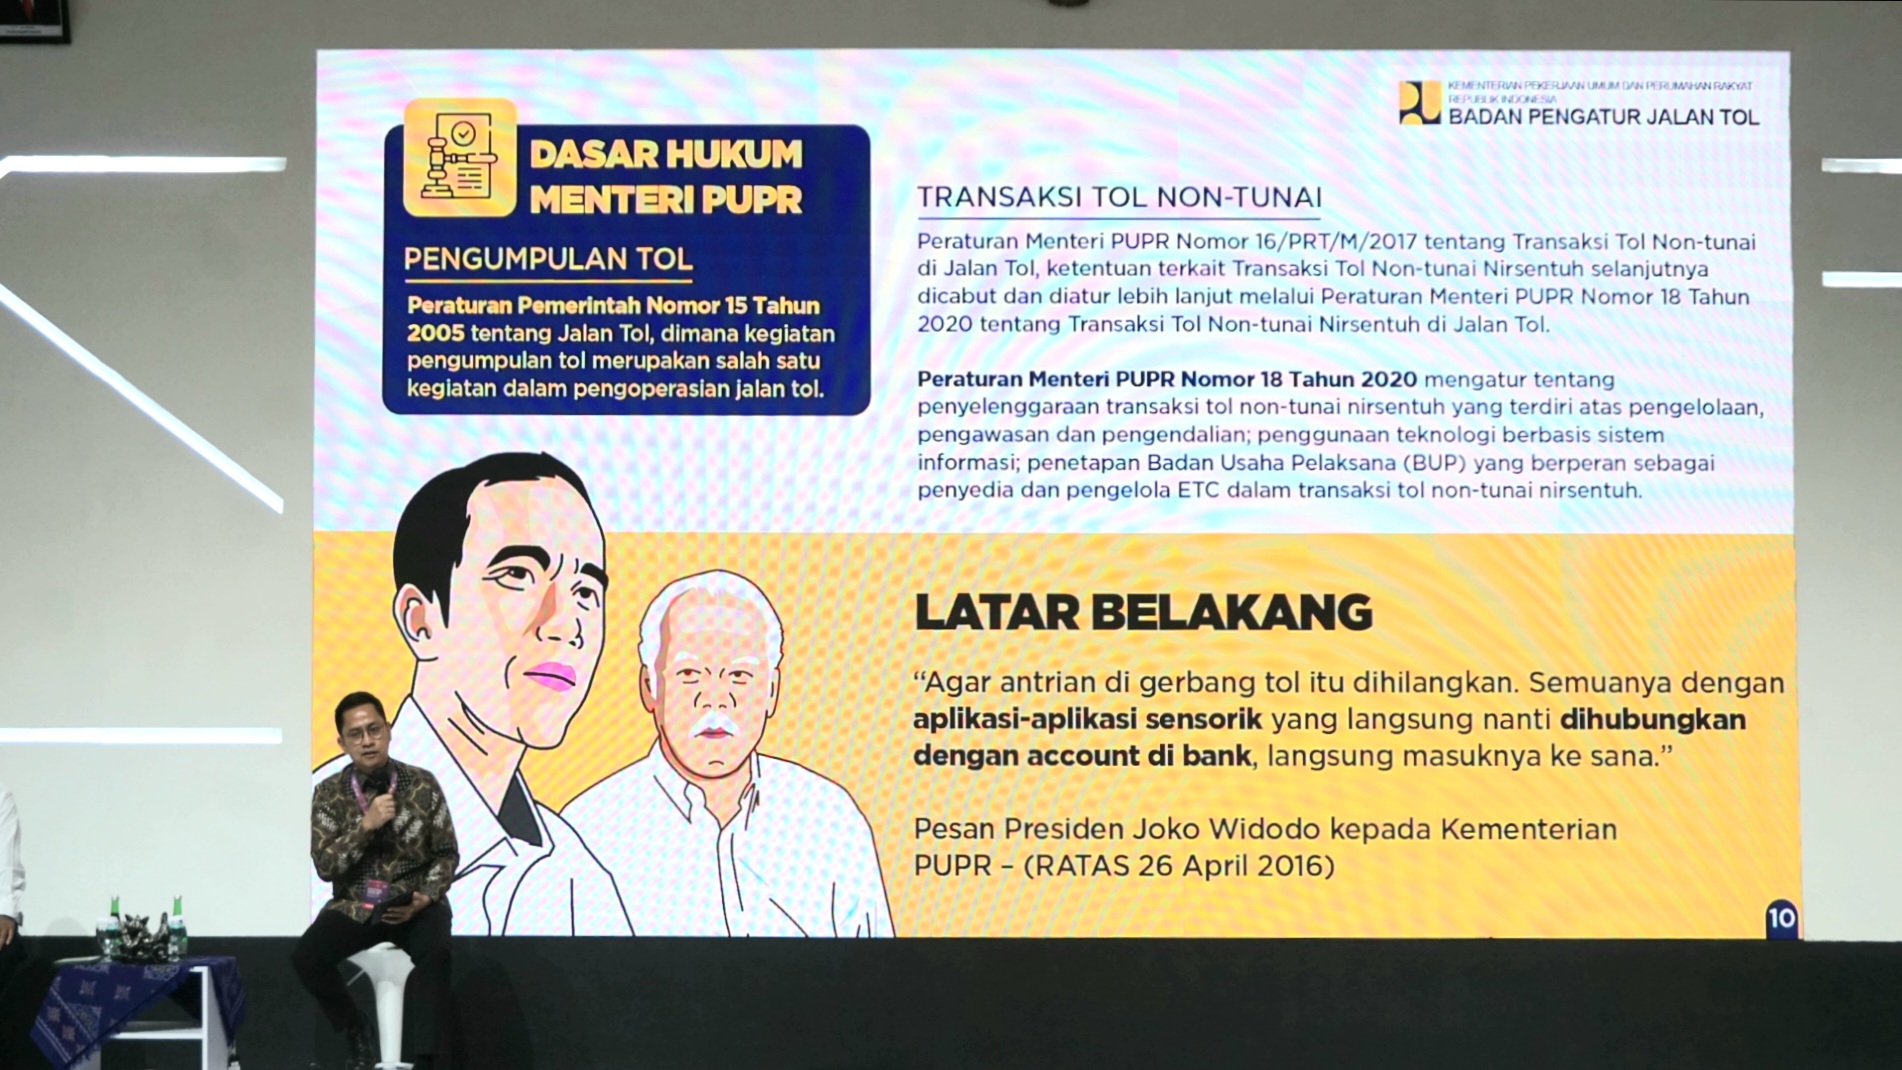 DASAR HUKUM
MENTERI PUPR
PENGUMPULAN TOL
Peraturan Pemerintah Nomor 15 Tahun
2005 tentang Jalan Tol, dimana kegiatan
pengumpulan tol merupakan salah satu
kegiatan dalam pengoperasian jalan tol.
KEMENTERIAN PEKERJAAN UMUM DAN PERUMAHAN RAKYAT
REPUBLIK INDONESIA
BADAN PENGATUR JALAN TOL
TRANSAKSI TOL NON-TUNAI
Peraturan Menteri PUPR Nomor 16/PRT/M/2017 tentang Transaksi Tol Non-tunai
di Jalan Tol, ketentuan terkait Transaksi Tol Non-tunai Nirsentuh selanjutnya
dicabut dan diatur lebih lanjut melalui Peraturan Menteri PUPR Nomor 18 Tahun
2020 tentang Transaksi Tol Non-tunai Nirsentuh di Jalan Tol.
Peraturan Menteri PUPR Nomor 18 Tahun 2020 mengatur tentang
penyelenggaraan transaksi tol non-tunai nirsentuh yang terdiri atas pengelolaan,
pengawasan dan pengendalian; penggunaan teknologi berbasis sistem
informasi; penetapan Badan Usaha Pelaksana (BUP) yang berperan sebagai
penyedia dan pengelola ETC dalam transaksi tol non-tunai nirsentuh.
LATAR BELAKANG
“Agar antrian di gerbang tol itu dihilangkan. Semuanya dengan
aplikasi-aplikasi sensorik yang langsung nanti dihubungkan
dengan account di bank, langsung masuknya ke sana.”
Pesan Presiden Joko Widodo kepada Kementerian
PUPR – (RATAS 26 April 2016)
10